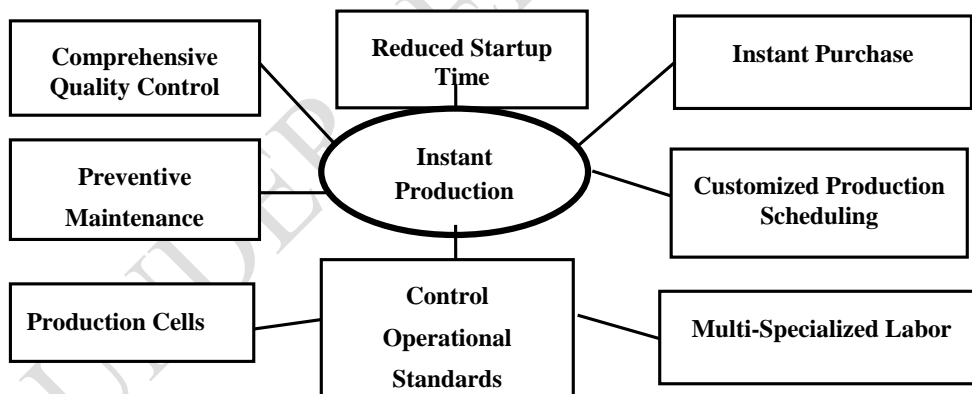 Comprehensive
Quality Control
Reduced Startup
Time
Instant Purchase
Instant
Production
Preventive
Maintenance
Customized Production
Scheduling
Production Cells
Control
Operational
Standards
Multi-Specialized Labor